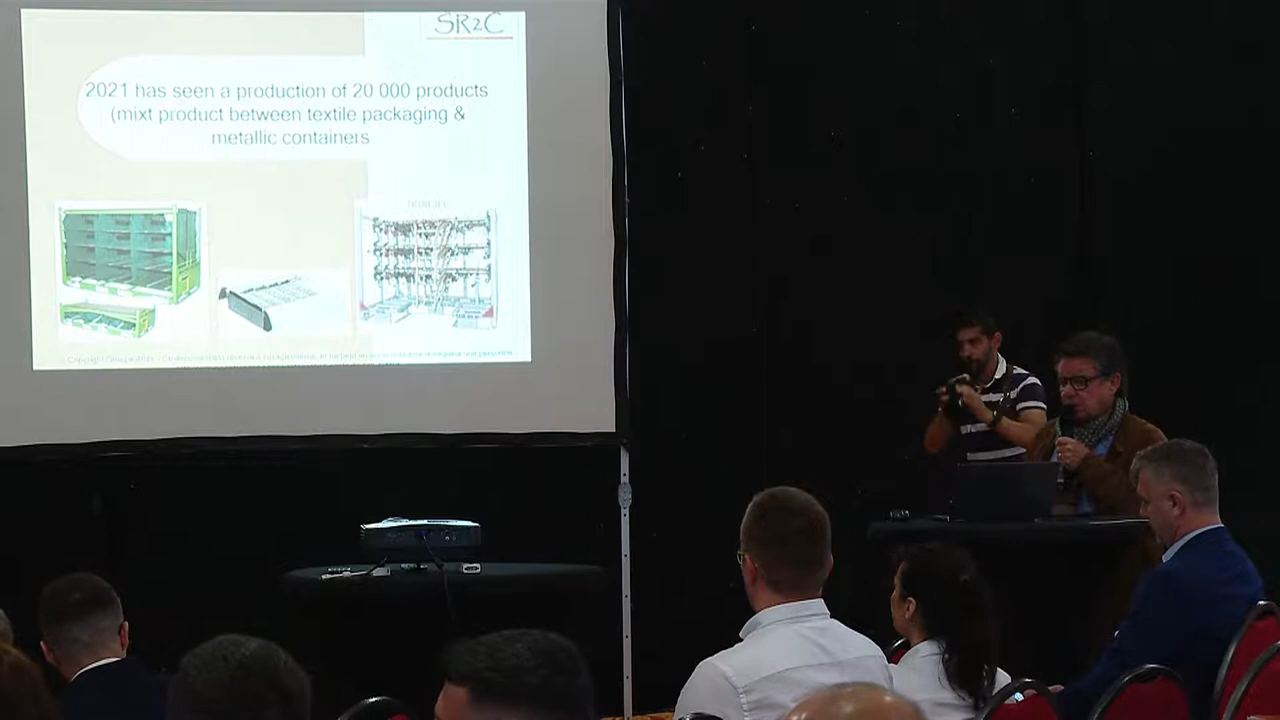 SR2C
2021 has seen a production of 20 000 products
(mixt product between textile packaging &
metallic containers